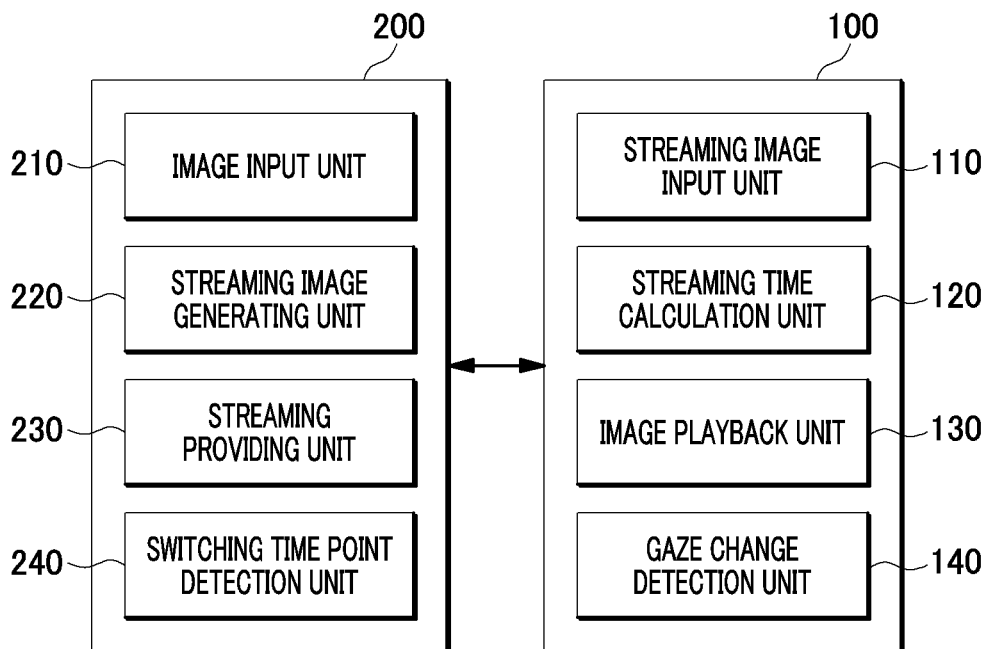 200
100
210
IMAGE INPUT UNIT
STREAMING IMAGE
INPUT UNIT
110
220
STREAMING IMAGE
GENERATING UNIT
STREAMING TIME
CALCULATION UNIT
120
230
STREAMING
PROVIDING UNIT
IMAGE PLAYBACK UNIT
130
240
SWITCHING TIME POINT
DETECTION UNIT
GAZE CHANGE
DETECTION UNIT
140